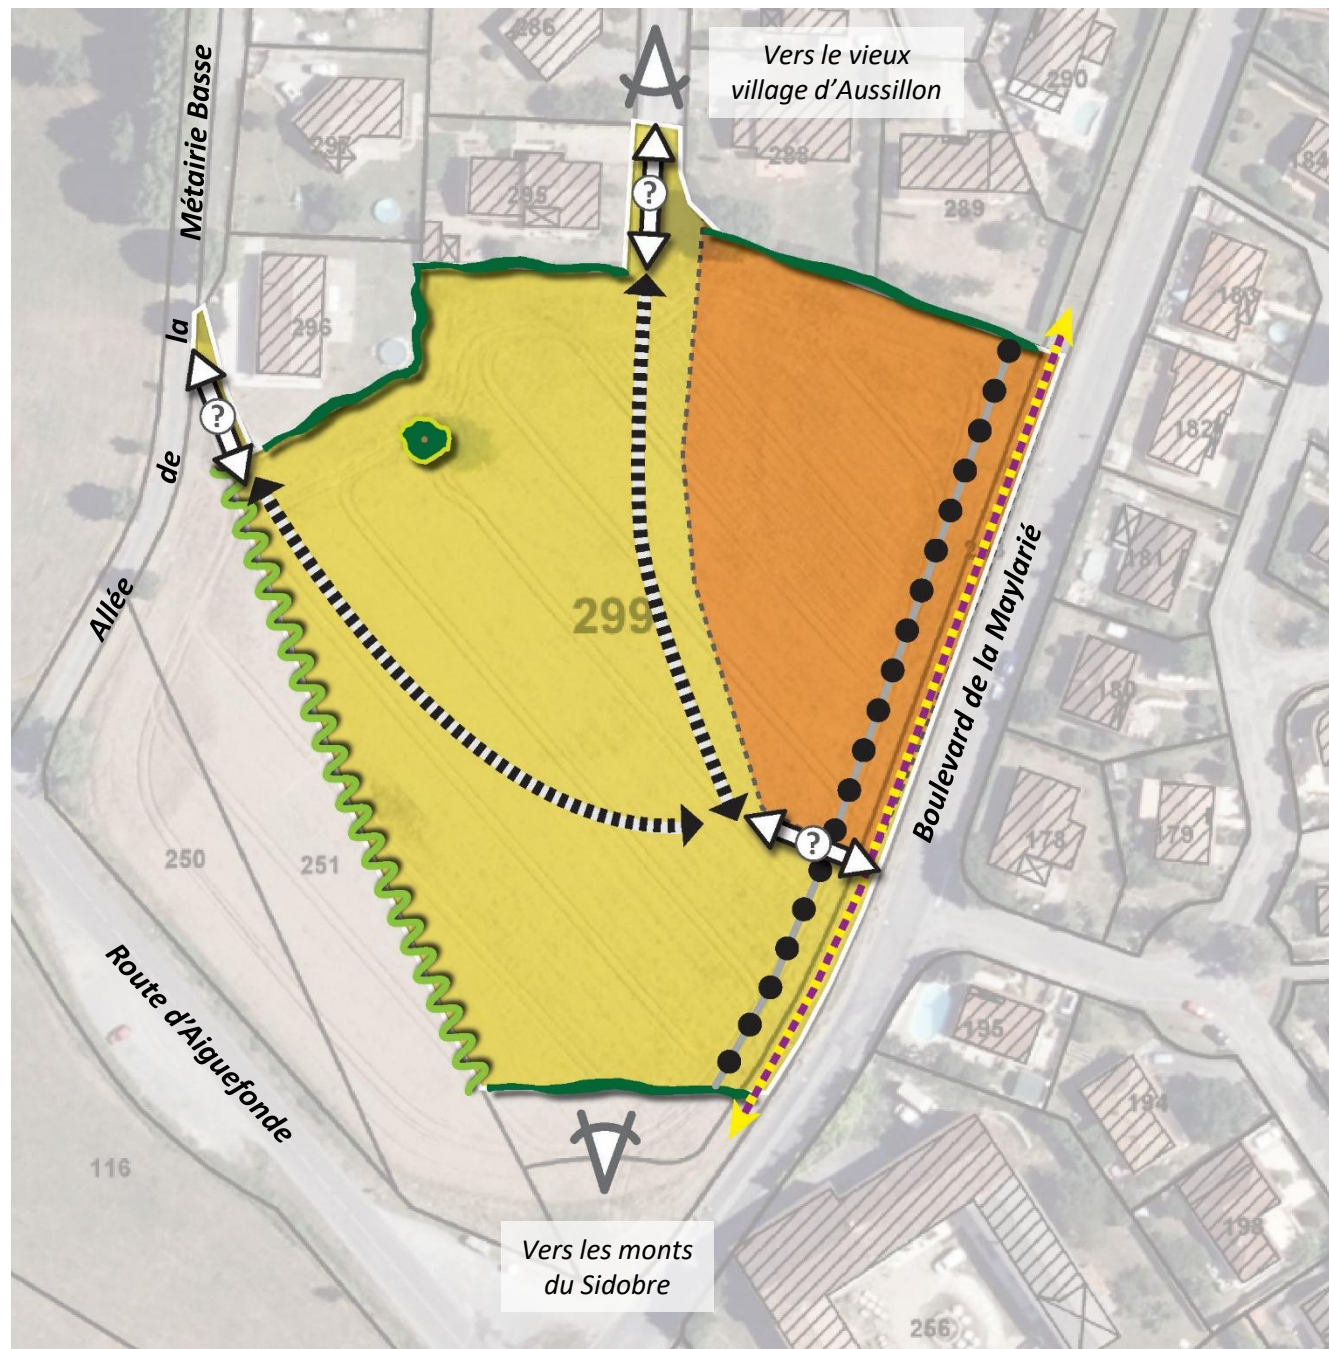 286
Vers le vieux
village d'Aussillon
290
Métairie Basse
297
288
184
295
289
la
296
183
de
182
181
Allée
299
Boulevard de la Maylarié
180
178
179
250
251
Route d'Aiguefonde
195
194
116
Vers les monts
du Sidobre
198
256
?
?
?